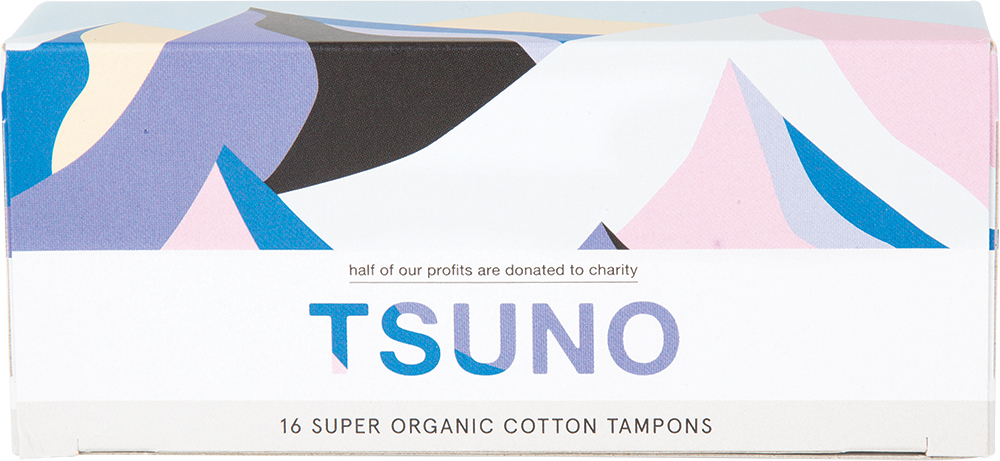 half of our profits are donated to charity
TSUNO
16 SUPER ORGANIC COTTON TAMPONS